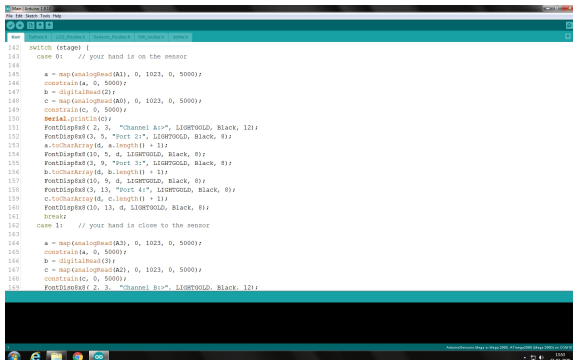 Main | Arduino 1.8.12
File Edit Sketch Tools Help
Main
142 switch (stage) {
143 case 0: // your hand is on the sensor
144
145 a = map(analogRead(A1), 0, 1023, 0, 5000);
146 constrain(a, 0, 5000);
147 b = digitalRead(2);
148 c = map(analogRead(A0), 0, 1023, 0, 5000);
149 constrain(c, 0, 5000);
150 Serial.println(c);
151 FontDisp8x8( 2, 3, "Channel A:>", LIGHTGOLD, Black, 12);
152 FontDisp8x8(3, 5, "Port 2:", LIGHTGOLD, Black, 8);
153 a.toCharArray(d, a.length() + 1);
154 FontDisp8x8(10, 5, d, LIGHTGOLD, Black, 8);
155 FontDisp8x8(3, 9, "Port 3:", LIGHTGOLD, Black, 8);
156 b.toCharArray(d, b.length() + 1);
157 FontDisp8x8(10, 9, d, LIGHTGOLD, Black, 8);
158 FontDisp8x8(3, 13, "Port 4:", LIGHTGOLD, Black, 8);
159 c.toCharArray(d, c.length() + 1);
160 FontDisp8x8(10, 13, d, LIGHTGOLD, Black, 8);
161 break;
162 case 1: // your hand is close to the sensor
163
164 a = map(analogRead(A3), 0, 1023, 0, 5000);
165 constrain(a, 0, 5000);
166 b = digitalRead(3);
167 c = map(analogRead(A2), 0, 1023, 0, 5000);
168 constrain(c, 0, 5000);
169 FontDisp8x8( 2, 3, "Channel B:>", LIGHTGOLD, Black, 12);